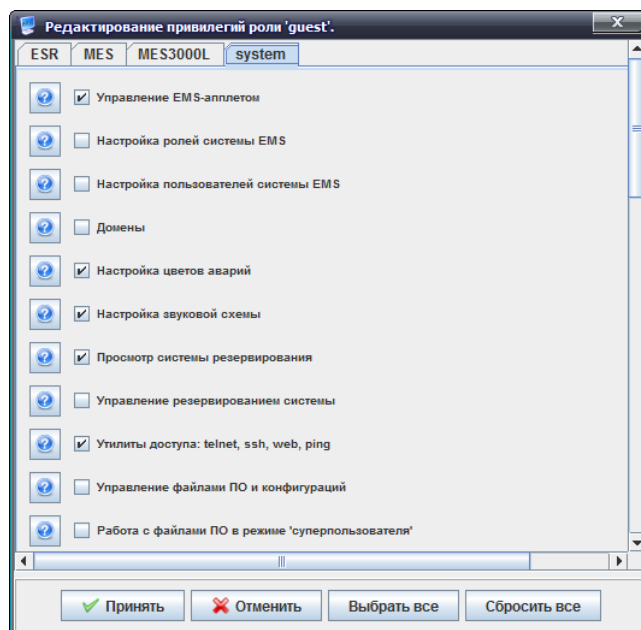 Редактирование привилегий роли 'guest'.
ESR MES MES3000L system
Управление EMS-апплетом
Настройка ролей системы EMS
Настройка пользователей системы EMS
Домены
Настройка цветов аварий
Настройка звуковой схемы
Просмотр системы резервирования
Управление резервированием системы
Утилиты доступа: telnet, ssh, web, ping
Управление файлами ПО и конфигураций
Работа с файлами ПО в режиме 'суперпользователя'
Принять Отменить Выбрать все Сбросить все